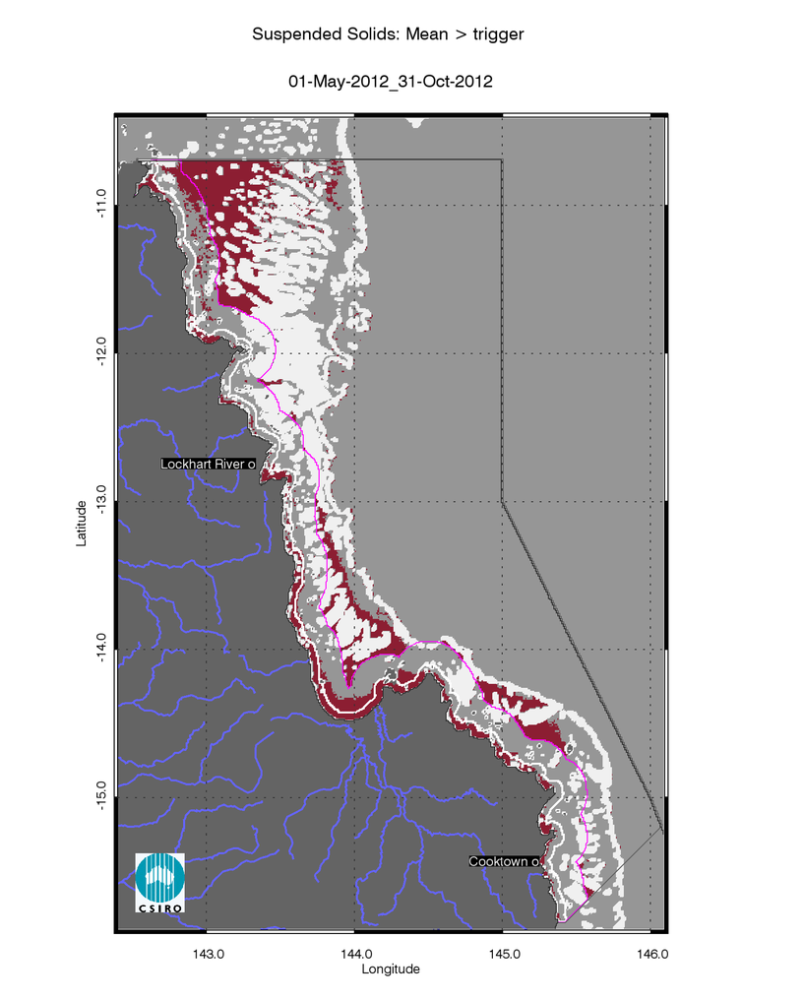 Suspended Solids: Mean > trigger
01-May-2012_31-Oct-2012
-11.0
-12.0
Lockhart River o
-13.0
Latitude
-14.0
-15.0
Cooktown o
CSIRO
143.0 144.0 145.0 146.0
Longitude